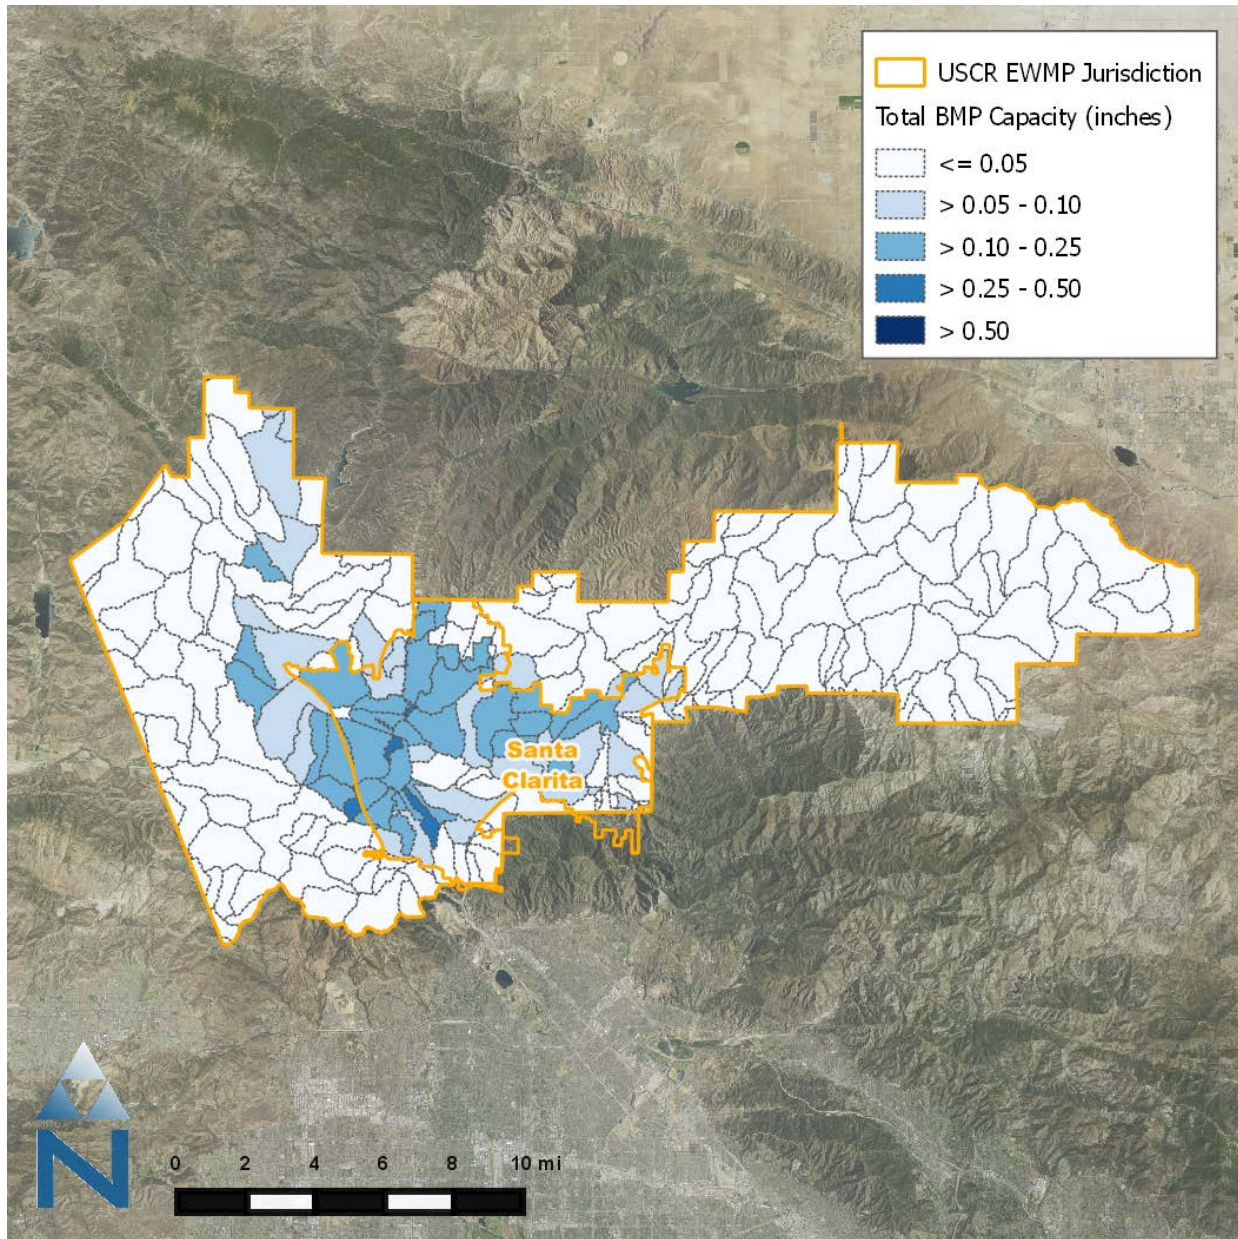 USCR EWMP Jurisdiction
Total BMP Capacity (inches)
<= 0.05
> 0.05 - 0.10
> 0.10 - 0.25
> 0.25 - 0.50
> 0.50
Santa
Clarita
N
0 2 4 6 8 10 mi